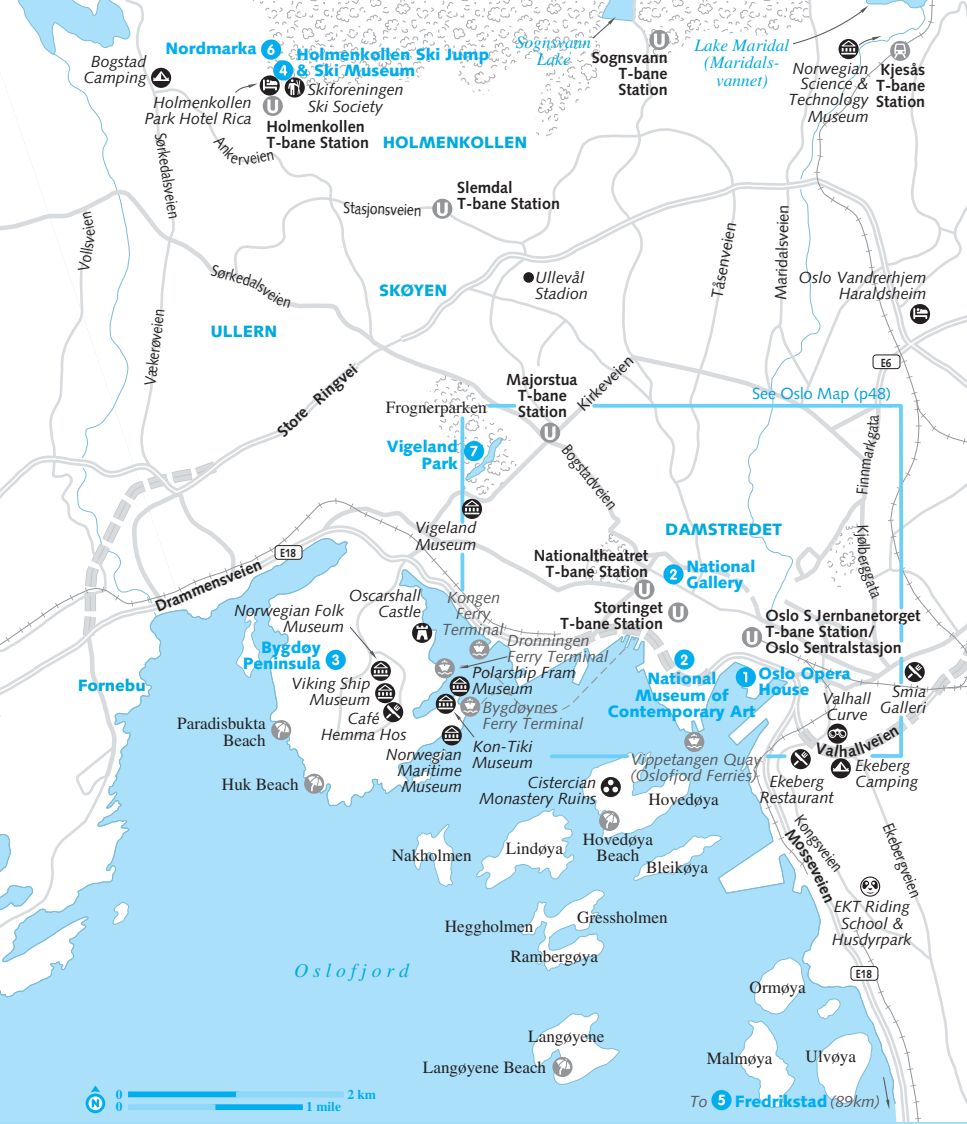 Nordmarka 6
Holmenkollen Ski Jump
4 & Ski Museum
Bogstad
Camping
Skiforeningen
Ski Society
Holmenkollen
Park Hotel Rica
Holmenkollen
T-bane Station
Sognsvann
Lake
Sognsvann
T-bane
Station
Lake Maridal
(Maridals-
vannet)
Norwegian
Science &
Technology
Museum
Kjesås
T-bane
Station
HOLMENKOLLEN
Ankerveien
Sørkedalsveien
Slemdal
T-bane Station
Stasjonsveien
Vollsveien
Tåsenveien
Maridalsveien
Sørkedalsveien
SKØYEN
Ullevål
Stadion
Oslo Vandrerhjem
Haraldsheim
ULLERN
Vækerøveien
Store Ringvei
E6
Majorstua
T-bane
Station
Kirkeveien
See Oslo Map (p48)
Frognerparken
Vigeland
Park
7
Bogstadveien
Finnmarkgata
Vigeland
Museum
DAMSTREDET
Kjølberggata
E18
Drammensveien
Nationaltheatret
T-bane Station
2 National
Gallery
Oscarshall
Castle
Kongen
Ferry
Terminal
Stortinget
T-bane Station
Norwegian Folk
Museum
Oslo S Jernbanetorget
T-bane Station/
Oslo Sentralstasjon
Dronningen
Ferry Terminal
Bygdøy
Peninsula
3
Fornebu
Viking Ship
Museum
Polarship Fram
Museum
2
National
Museum of
Contemporary Art
1 Oslo Opera
House
Smia
Galleri
Café
Hemma Hos
Bygdøynes
Ferry Terminal
Valhall
Curve
Paradisbukta
Beach
Valhallveien
Norwegian
Maritime
Museum
Kon-Tiki
Museum
Vippetangen Quay
(Oslofjord Ferries)
Ekeberg
Restaurant
Ekeberg
Camping
Huk Beach
Cistercian
Monastery Ruins
Hovedøya
Hovedøya
Beach
Nakholmen
Lindøya
Bleikøya
Kongsveien
Mosseveien
Ekebergveien
EKT Riding
School &
Husdyrpark
Heggholmen
Gressholmen
Rambergøya
Oslofjord
E18
Ormøya
Langøyene
Langøyene Beach
Malmøya
Ulvøya
N
0 2 km
0 1 mile
To 5 Fredrikstad (89km)